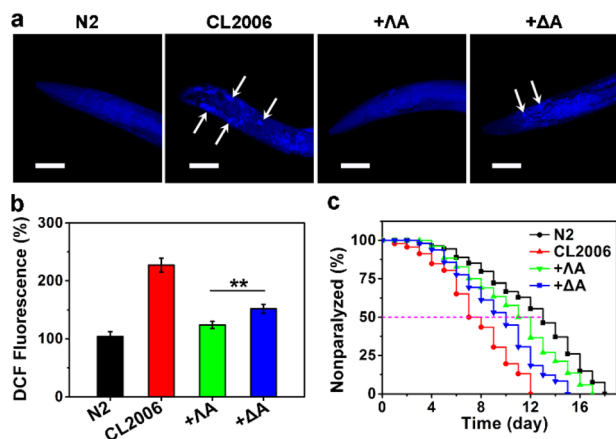 a
N2 CL2006 +ΛA +ΔA
b
DCF Fluorescence (%)
300
200
100
0
N2 CL2006 +ΛA +ΔA
**
c
Nonparalyzed (%)
100
75
50
25
0
N2
CL2006
+ΛA
+ΔA
0 4 8 12 16
Time (day)